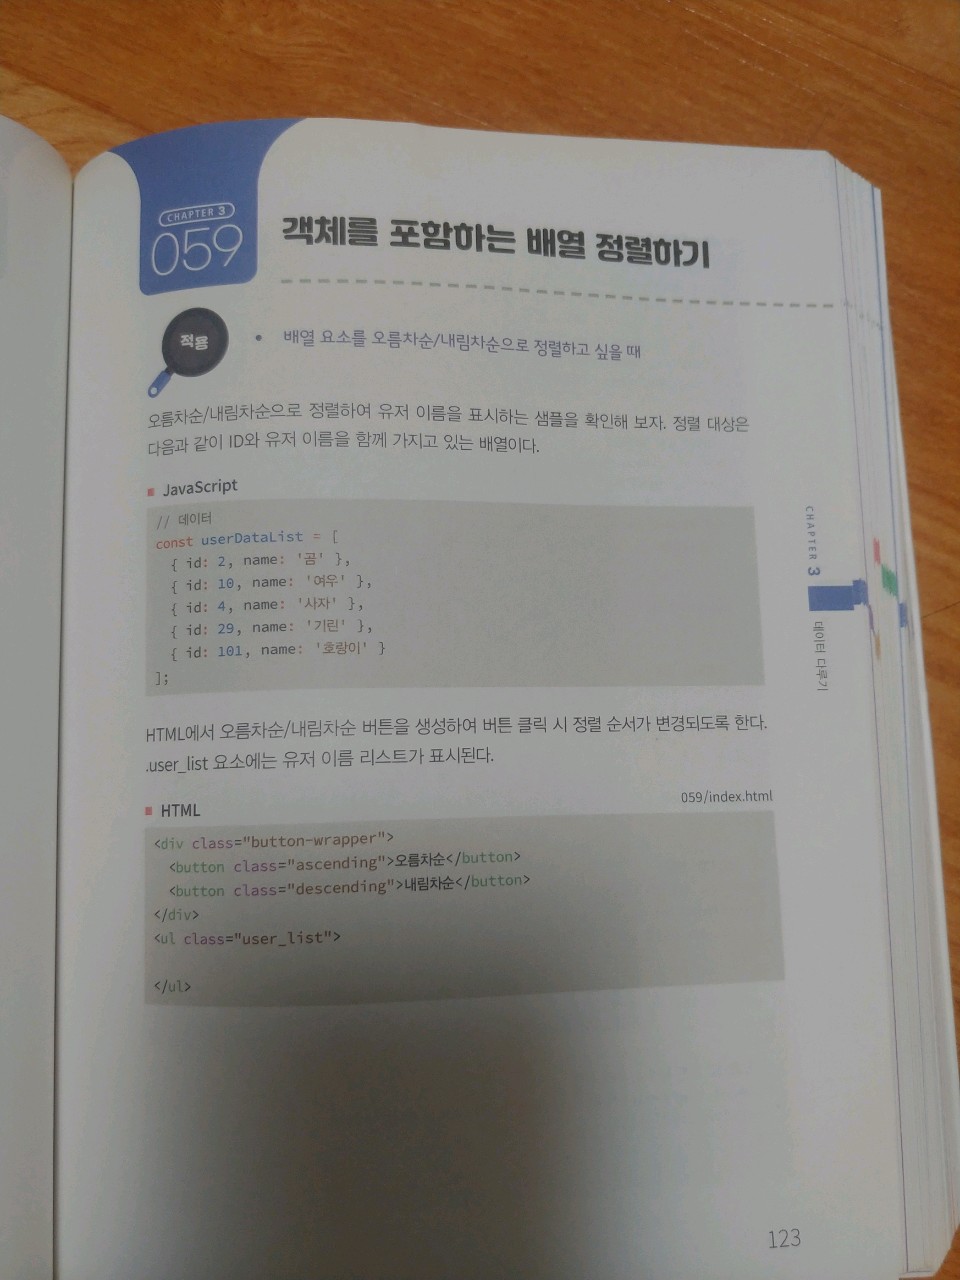 CHAPTER 3
059
객체를 포함하는 배열 정렬하기
적용
• 배열 요소를 오름차순/내림차순으로 정렬하고 싶을 때
오름차순/내림차순으로 정렬하여 유저 이름을 표시하는 샘플을 확인해 보자. 정렬 대상은
다음과 같이 ID와 유저 이름을 함께 가지고 있는 배열이다.
■ JavaScript
// 데이터
const userDataList = [
  { id: 2, name: '곰' },
  { id: 10, name: '여우' },
  { id: 4, name: '사자' },
  { id: 29, name: '기린' },
  { id: 101, name: '호랑이' }
];
HTML에서 오름차순/내림차순 버튼을 생성하여 버튼 클릭 시 정렬 순서가 변경되도록 한다.
.user_list 요소에는 유저 이름 리스트가 표시된다.
■ HTML
059/index.html
<div class="button-wrapper">
  <button class="ascending">오름차순</button>
  <button class="descending">내림차순</button>
</div>
<ul class="user_list">
</ul>
CHAPTER 3
데이터 다루기
123